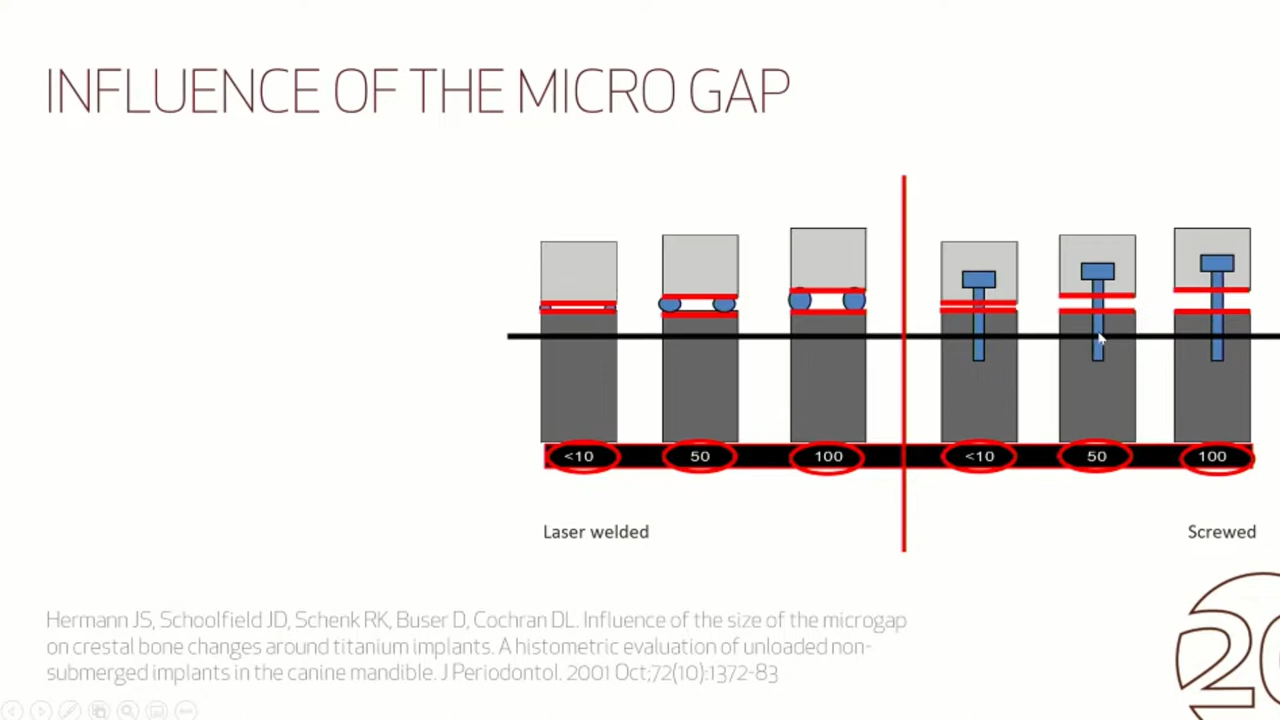 INFLUENCE OF THE MICRO GAP
<10 50 100 <10 50 100
Laser welded Screwed
Hermann JS, Schoolfield JD, Schenk RK, Buser D, Cochran DL. Influence of the size of the microgap
on crestal bone changes around titanium implants. A histometric evaluation of unloaded non-
submerged implants in the canine mandible. J Periodontol. 2001 Oct;72(10):1372-83